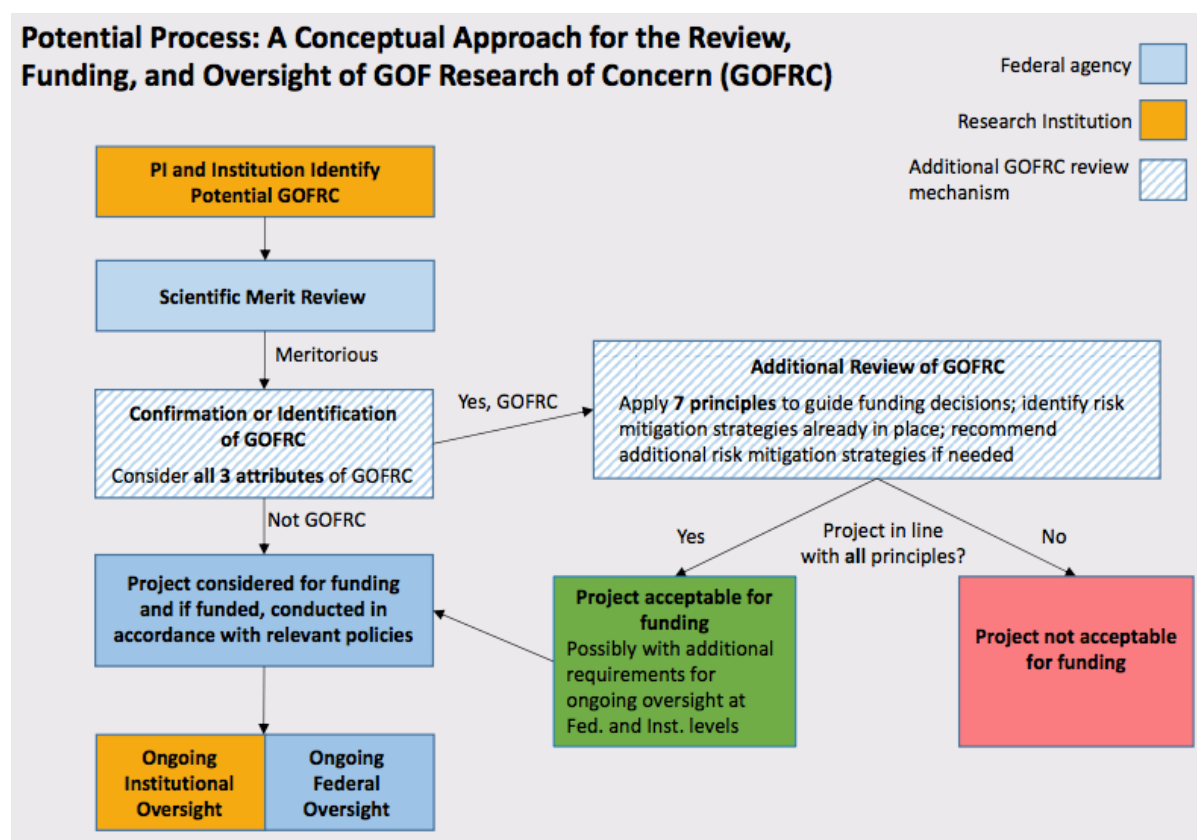 Potential Process: A Conceptual Approach for the Review,
Funding, and Oversight of GOF Research of Concern (GOFRC)
Federal agency
Research Institution
Additional GOFRC review
mechanism
PI and Institution Identify
Potential GOFRC
Scientific Merit Review
Meritorious
Confirmation or Identification
of GOFRC
Consider all 3 attributes of GOFRC
Yes, GOFRC
Additional Review of GOFRC
Apply 7 principles to guide funding decisions; identify risk
mitigation strategies already in place; recommend
additional risk mitigation strategies if needed
Not GOFRC
Yes
Project in line
with all principles?
No
Project considered for funding
and if funded, conducted in
accordance with relevant policies
Project acceptable for
funding
Possibly with additional
requirements for
ongoing oversight at
Fed. and Inst. levels
Project not acceptable
for funding
Ongoing
Institutional
Oversight
Ongoing
Federal
Oversight